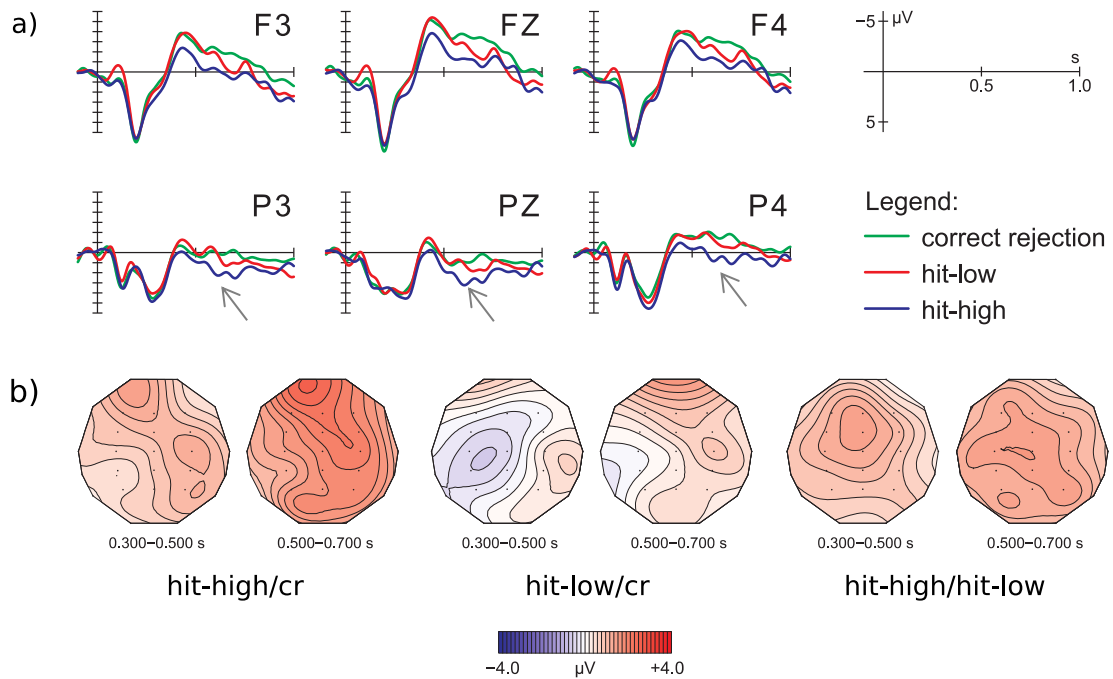 a)
F3
FZ
F4
−5
µV
s
0.5
1.0
5
P3
PZ
P4
Legend:
correct rejection
hit-low
hit-high
b)
0.300−0.500 s
0.500−0.700 s
0.300−0.500 s
0.500−0.700 s
0.300−0.500 s
0.500−0.700 s
hit-high/cr
hit-low/cr
hit-high/hit-low
−4.0
µV
+4.0